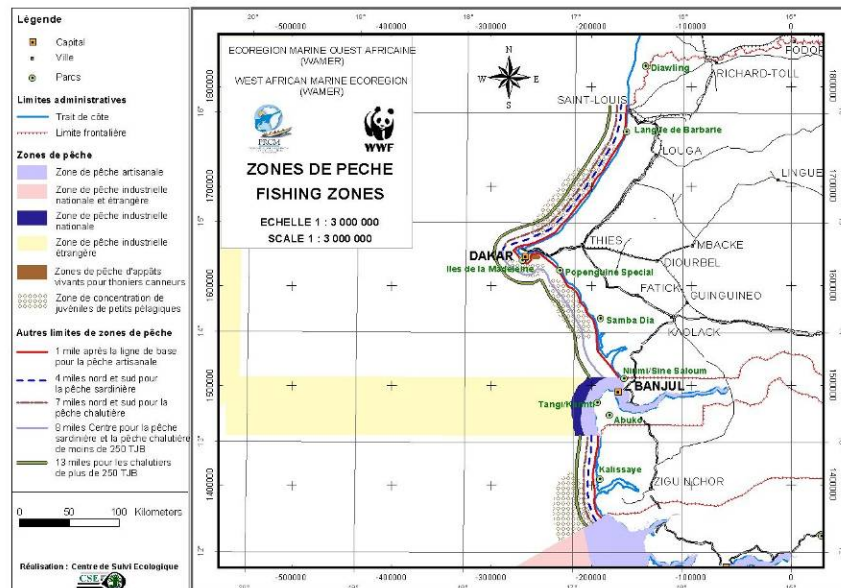 Légende
Capital
Ville
Parcs
Limites administratives
Trait de côte
Limite frontalière
Zones de pêche
Zone de pêche artisanale
Zone de pêche industrielle
nationale et étrangère
Zone de pêche industrielle
nationale
Zone de pêche industrielle
étrangère
Zones de pêche d'appâts
vivants pour thoniers canneurs
Zone de concentration de
juvéniles de petits pélagiques
Autres limites de zones de pêche
1 mile après la ligne de base
pour la pêche artisanale
4 miles nord et sud pour
la pêche sardinière
7 miles nord et sud pour la
pêche chalutière
8 miles Centre pour la pêche
sardinière et la pêche chalutière
de moins de 250 TJB
13 miles pour les chalutiers
de plus de 250 TJB
0 50 100 Kilometers
Réalisation : Centre de Suivi Ecologique
CSE
ECOREGION MARINE OUEST AFRICAINE
(WAMER)
WEST AFRICAN MARINE ECOREGION
(WAMER)
PRCM
WWF
ZONES DE PECHE
FISHING ZONES
ECHELLE 1 : 3 000 000
SCALE 1 : 3 000 000
N
W E
S
-500000 -400000 -300000 -200000 -100000 0
1800000
1700000
1600000
1500000
1400000
Diawling
RICHARD-TOLL
SAINT-LOUIS
Langue de Barbarie
LOUGA
LINGUE
THIES
MBACKE
DAKAR
DIOURBEL
Iles de la Madeleine
Popenguine Special
FATICK
GUINGUINEO
Samba Dia
KAOLACK
Niumi/Sine Saloum
BANJUL
Abuko
Kalissaye
ZIGUINCHOR
-500000 -400000 -300000 -200000 -100000 0